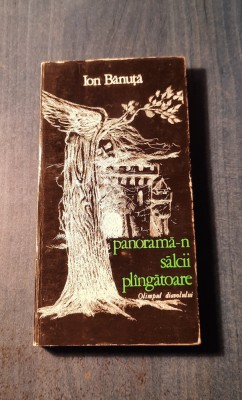 Ion Bănuță
panoramă-n
sălcii
plîngătoare
Olimpul diavolului